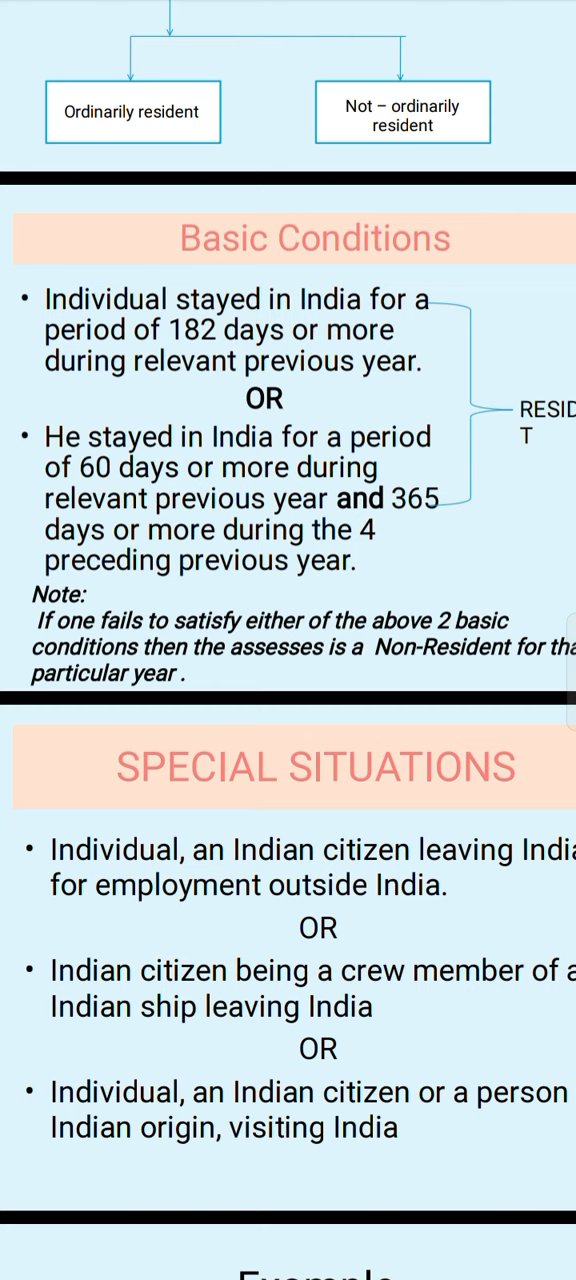 Ordinarily resident
Not – ordinarily
resident
Basic Conditions
• Individual stayed in India for a
period of 182 days or more
during relevant previous year.
OR
• He stayed in India for a period
of 60 days or more during
relevant previous year and 365
days or more during the 4
preceding previous year.
RESID
T
Note:
If one fails to satisfy either of the above 2 basic
conditions then the assesses is a Non-Resident for tha
particular year .
SPECIAL SITUATIONS
• Individual, an Indian citizen leaving India
for employment outside India.
OR
• Indian citizen being a crew member of a
Indian ship leaving India
OR
• Individual, an Indian citizen or a person
Indian origin, visiting India